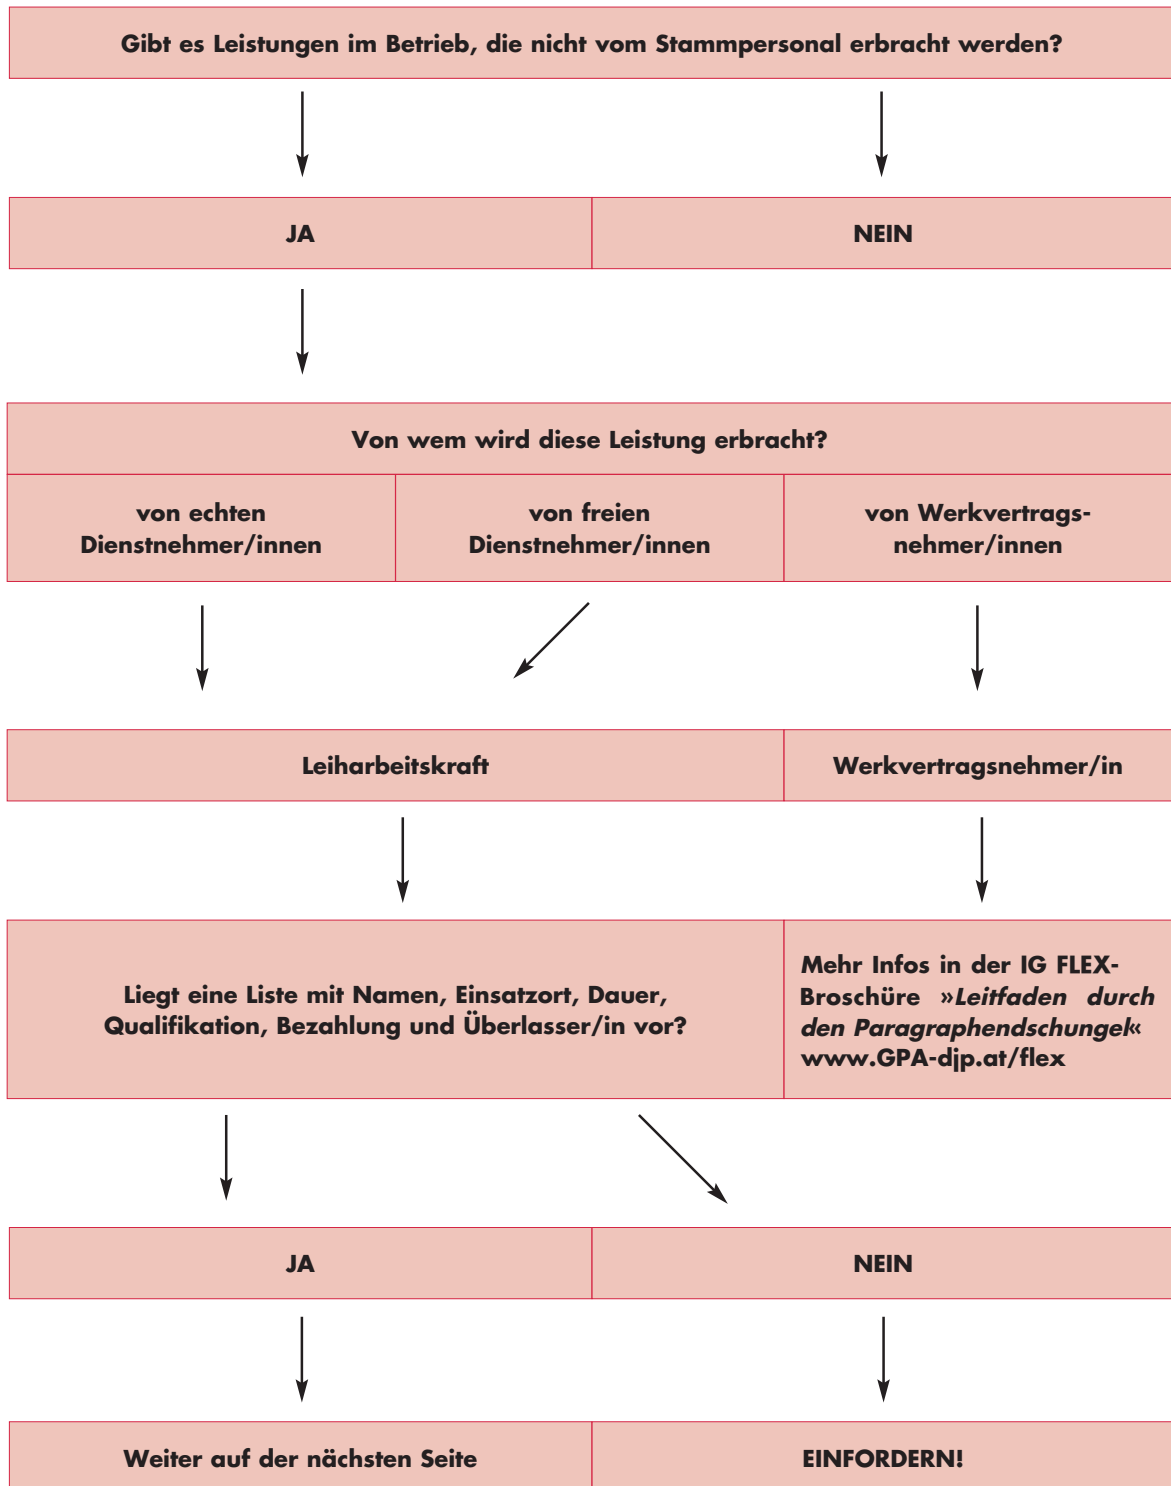 Gibt es Leistungen im Betrieb, die nicht vom Stammpersonal erbracht werden?
JA
NEIN
Von wem wird diese Leistung erbracht?
von echten
Dienstnehmer/innen
von freien
Dienstnehmer/innen
von Werkvertrags-
nehmer/innen
Leiharbeitskraft
Werkvertragsnehmer/in
Liegt eine Liste mit Namen, Einsatzort, Dauer,
Qualifikation, Bezahlung und Überlasser/in vor?
Mehr Infos in der IG FLEX-
Broschüre »Leitfaden durch
den Paragraphendschungel«
www.GPA-djp.at/flex
JA
NEIN
Weiter auf der nächsten Seite
EINFORDERN!